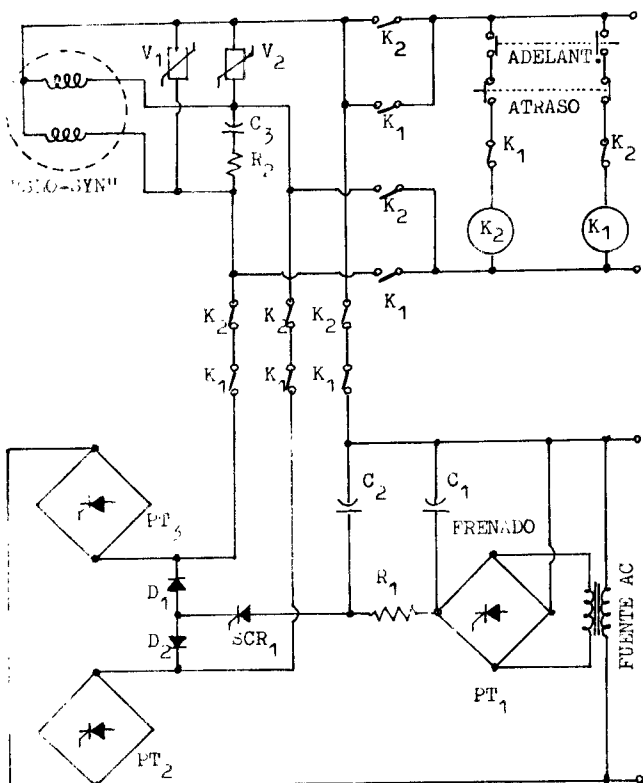 V1
V2
K2
ADELANT.
K1
ATRASO
C3
R2
K1
K2
K2
K2
K1
K1
K2
K2
K2
K1
K1
K1
C2
C1
FRENADO
PT3
D1
R1
D2
SCR1
PT1
FUENTE AC
PT2